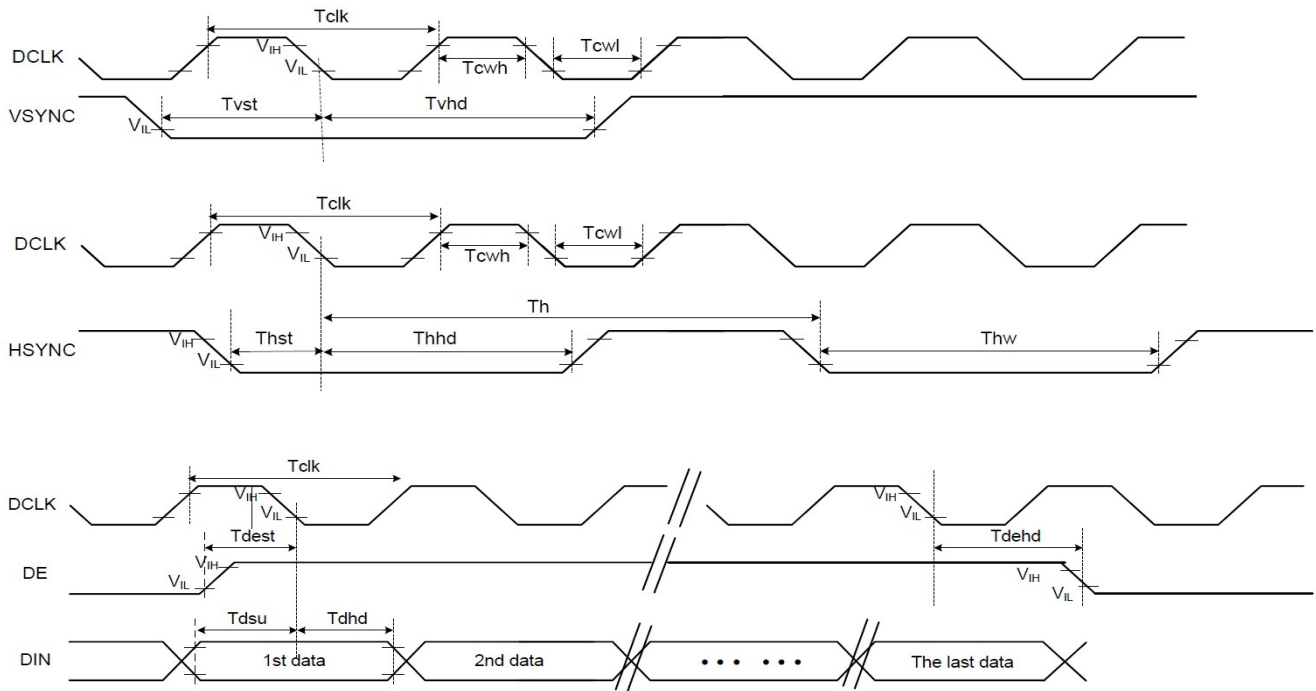 Tclk
DCLK
VIH
VIL
Tcwh
Tcwl
VSYNC
VIL
Tvst
Tvhd
Tclk
DCLK
VIH
VIL
Tcwh
Tcwl
Th
HSYNC
VIH
VIL
Thst
Thhd
Thw
Tclk
DCLK
VIH
VIL
VIH
VIL
Tdest
Tdehd
DE
VIH
VIL
VIH
VIL
Tdsu
Tdhd
DIN
1st data
2nd data
••• •••
The last data